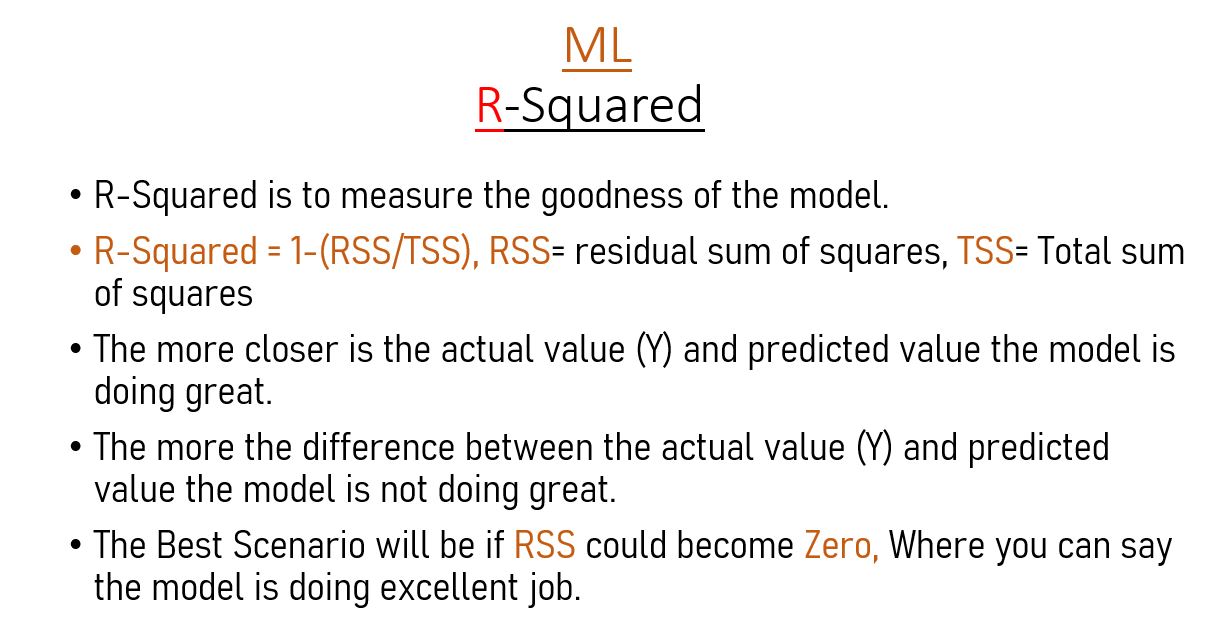 ML
R-Squared
• R-Squared is to measure the goodness of the model.
• R-Squared = 1-(RSS/TSS), RSS= residual sum of squares, TSS= Total sum
of squares
• The more closer is the actual value (Y) and predicted value the model is
doing great.
• The more the difference between the actual value (Y) and predicted
value the model is not doing great.
• The Best Scenario will be if RSS could become Zero, Where you can say
the model is doing excellent job.